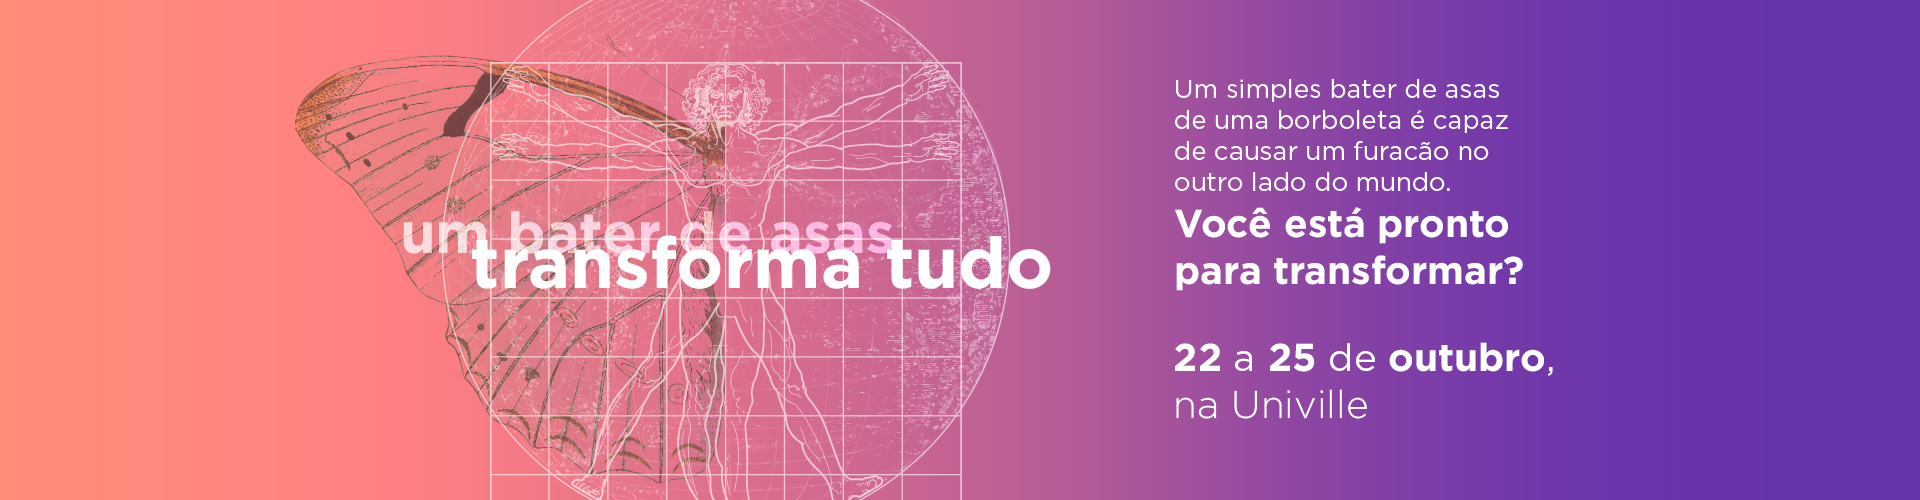 um bater de asas
transforma tudo
Um simples bater de asas
de uma borboleta é capaz
de causar um furacão no
outro lado do mundo.
Você está pronto
para transformar?
22 a 25 de outubro,
na Univille